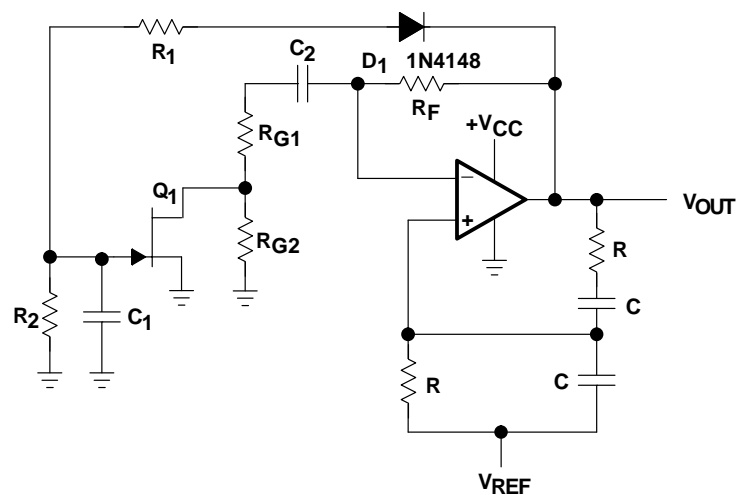 R1
C2
D1 1N4148
RF
RG1
+VCC
Q1
−
VOUT
+
RG2
R
C
R2
C1
R
C
VREF